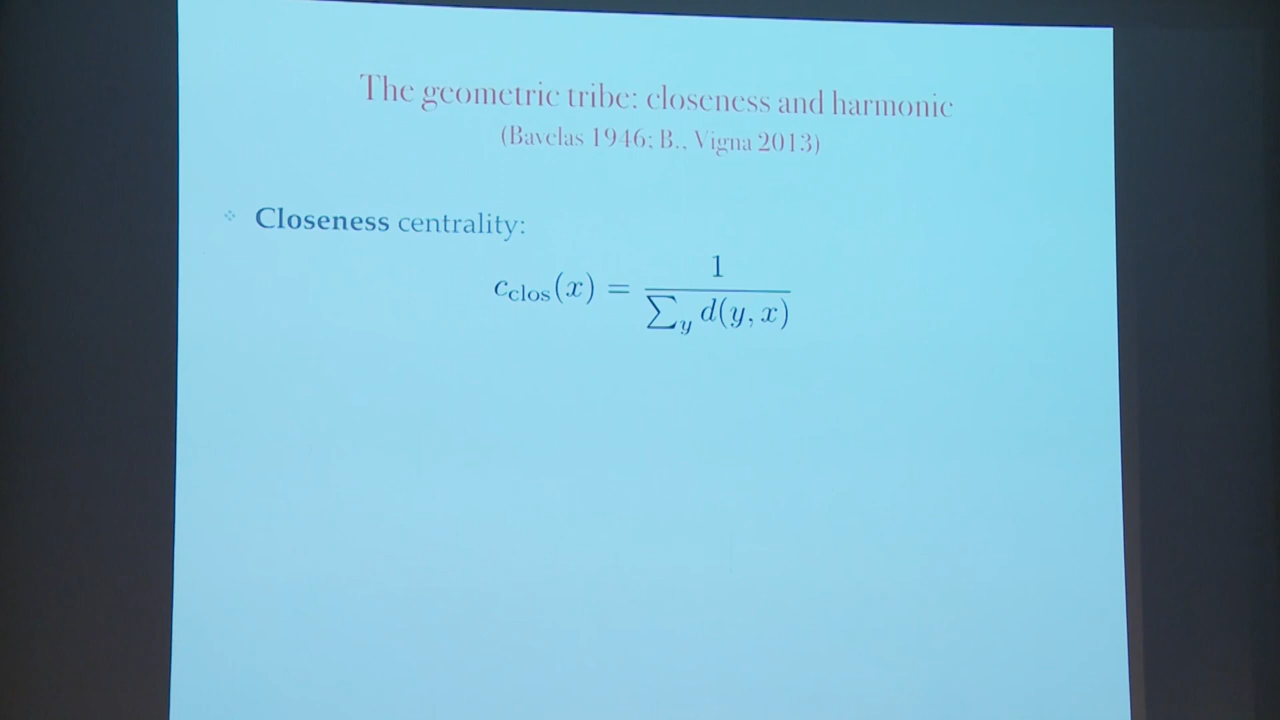 The geometric tribe: closeness and harmonic
(Bavelas 1946; B., Vigna 2013)
Closeness centrality:
c_clos(x) = 1 / ∑_y d(y, x)